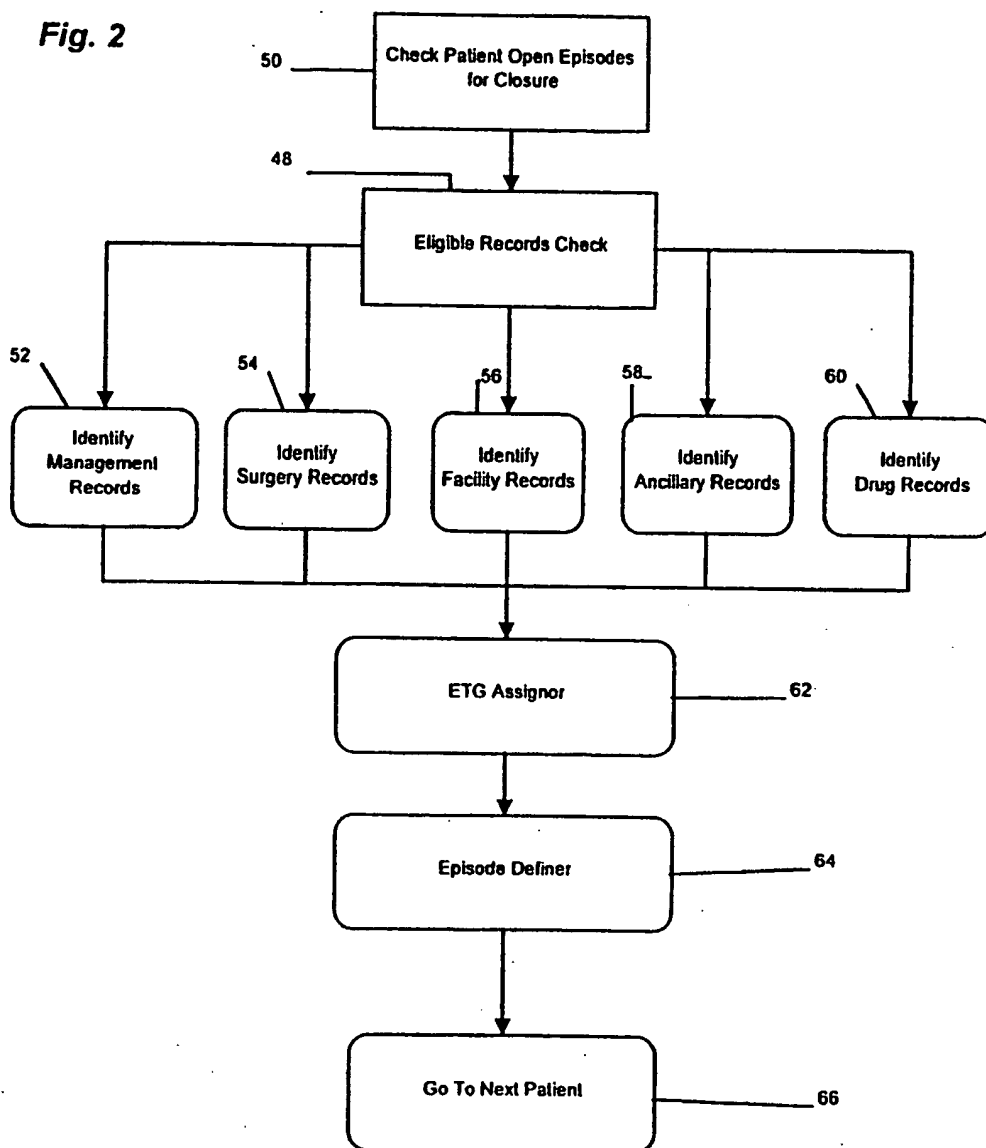 Fig. 2
50
Check Patient Open Episodes
for Closure
48
Eligible Records Check
52
54
56
58
60
Identify
Management
Records
Identify
Surgery Records
Identify
Facility Records
Identify
Ancillary Records
Identify
Drug Records
ETG Assignor
62
Episode Definer
64
Go To Next Patient
66